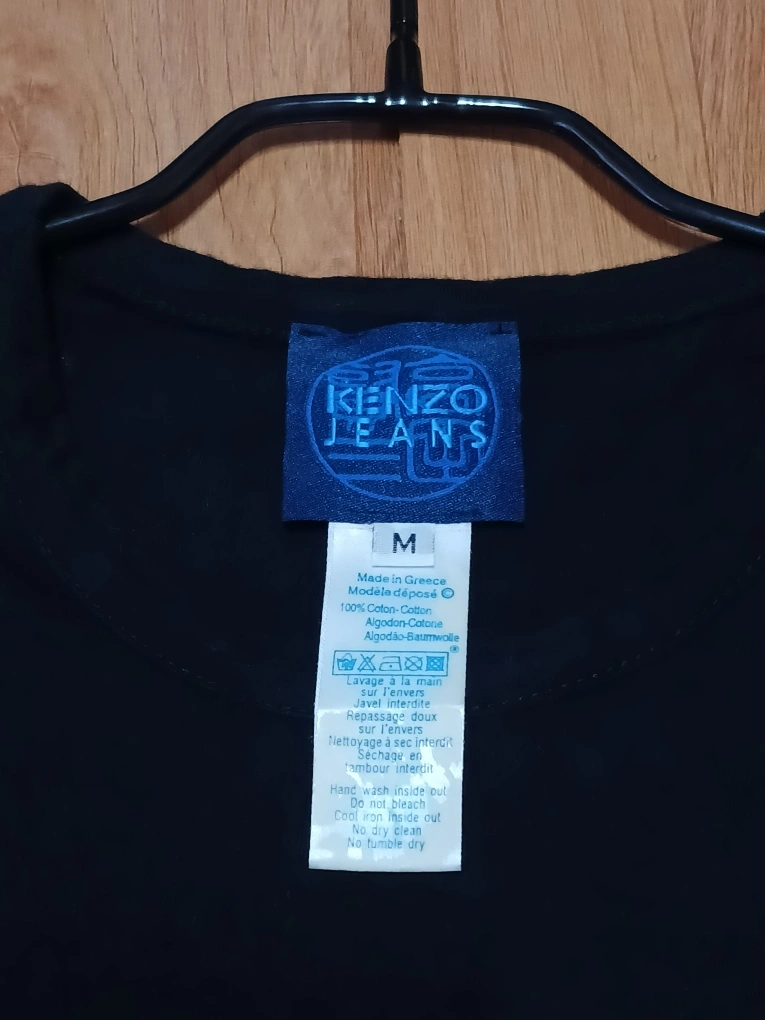 KENZO
JEANS
M
Made in Greece
Modèle déposé ©
100% Coton-Cotton
Algodon-Cotone
Algodão-Baumwolle
®
Lavage à la main
sur l'envers
Javel interdite
Repassage doux
sur l'envers
Nettoyage à sec interdit
Séchage en
tambour interdit
Hand wash inside out
Do not bleach
Cool iron inside out
No dry clean
No tumble dry